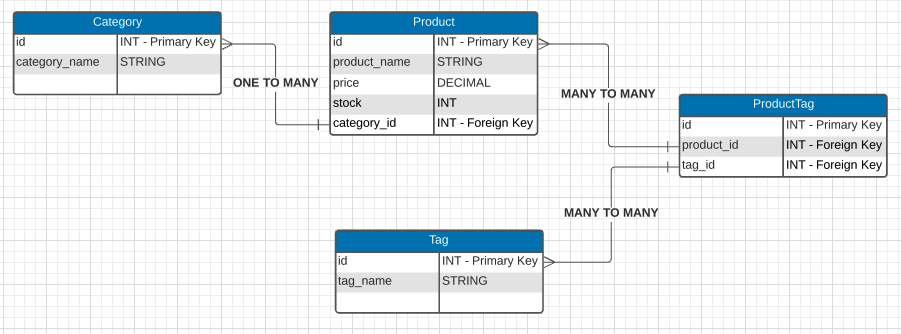 Category
id INT - Primary Key
category_name STRING
ONE TO MANY
Product
id INT - Primary Key
product_name STRING
price DECIMAL
stock INT
category_id INT - Foreign Key
MANY TO MANY
ProductTag
id INT - Primary Key
product_id INT - Foreign Key
tag_id INT - Foreign Key
MANY TO MANY
Tag
id INT - Primary Key
tag_name STRING